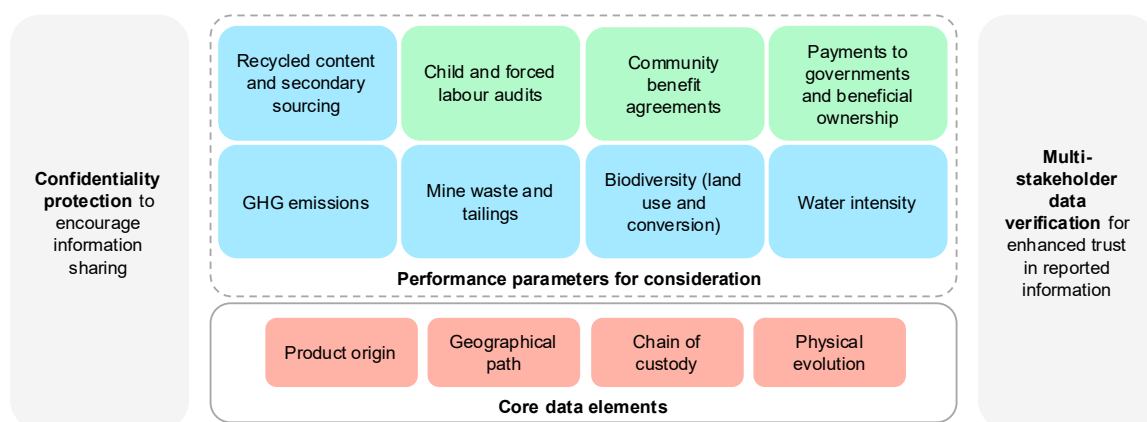 Confidentiality
protection to
encourage
information
sharing
Recycled content
and secondary
sourcing
Child and forced
labour audits
Community
benefit
agreements
Payments to
governments
and beneficial
ownership
GHG emissions
Mine waste and
tailings
Biodiversity (land
use and
conversion)
Water intensity
Performance parameters for consideration
Product origin
Geographical
path
Chain of
custody
Physical
evolution
Core data elements
Multi-
stakeholder
data
verification for
enhanced trust
in reported
information